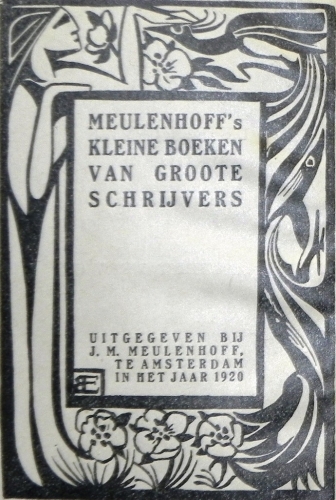 MEULENHOFF's
KLEINE BOEKEN
VAN GROOTE
SCHRIJVERS
UITGEGEVEN BIJ
J. M. MEULENHOFF,
TE AMSTERDAM
IN HET JAAR 1920